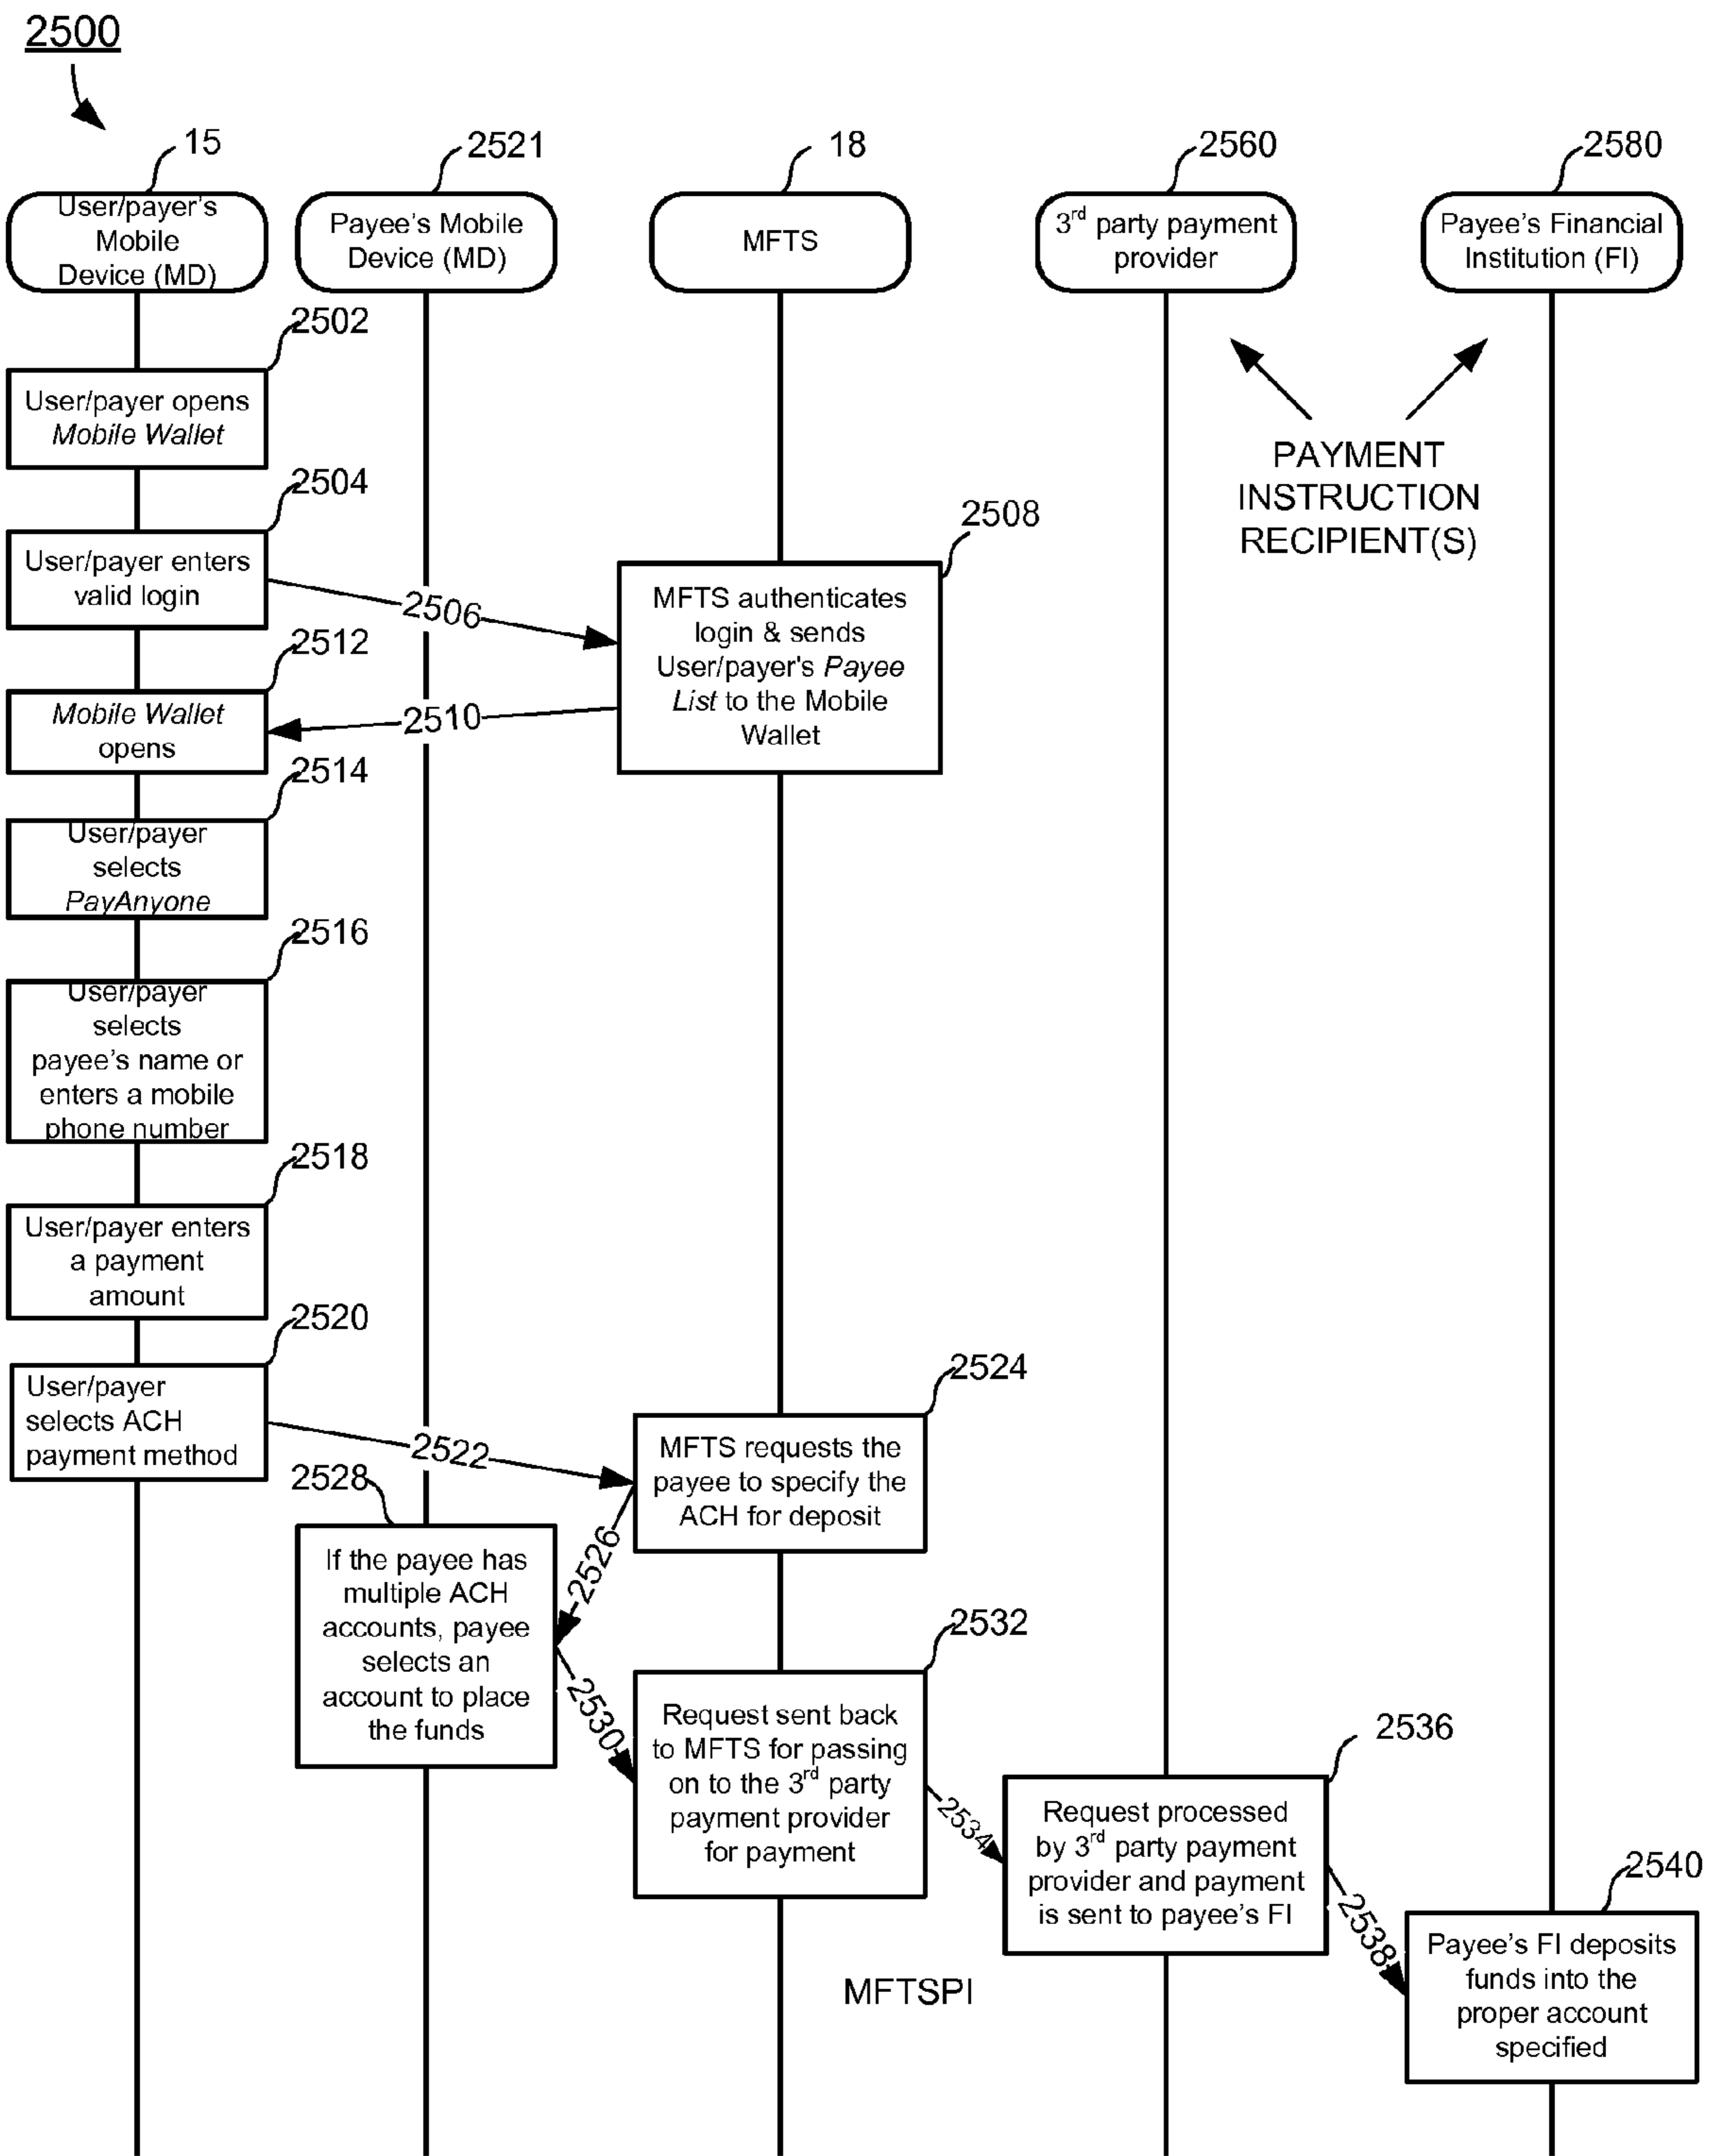 2500
15
2521
18
2560
2580
User/payer's
Mobile
Device (MD)
Payee's Mobile
Device (MD)
MFTS
3rd party payment
provider
Payee's Financial
Institution (FI)
2502
User/payer opens
Mobile Wallet
PAYMENT
INSTRUCTION
RECIPIENT(S)
2504
User/payer enters
valid login
2506
2508
MFTS authenticates
login & sends
User/payer's Payee
List to the Mobile
Wallet
2510
2512
Mobile Wallet
opens
2514
User/payer
selects
PayAnyone
2516
User/payer
selects
payee's name or
enters a mobile
phone number
2518
User/payer enters
a payment
amount
2520
User/payer
selects ACH
payment method
2522
2524
MFTS requests the
payee to specify the
ACH for deposit
2526
2528
If the payee has
multiple ACH
accounts, payee
selects an
account to place
the funds
2530
2532
Request sent back
to MFTS for passing
on to the 3rd party
payment provider
for payment
2534
2536
Request processed
by 3rd party payment
provider and payment
is sent to payee's FI
2538
2540
Payee's FI deposits
funds into the
proper account
specified
MFTSPI